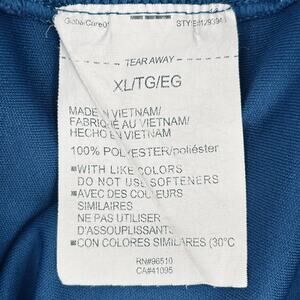 TEAR AWAY
XL/TG/EG
MADE IN VIETNAM/
FABRIQUÉ AU VIETNAM/
HECHO EN VIETNAM
100% POLYESTER/poliéster
WITH LIKE COLORS
DO NOT USE SOFTENERS
AVEC DES COULEURS
SIMILAIRES
NE PAS UTILISER
D'ASSOUPLISSANTS
CON COLORES SIMILARES (30°C
RN#96510
CA#41095